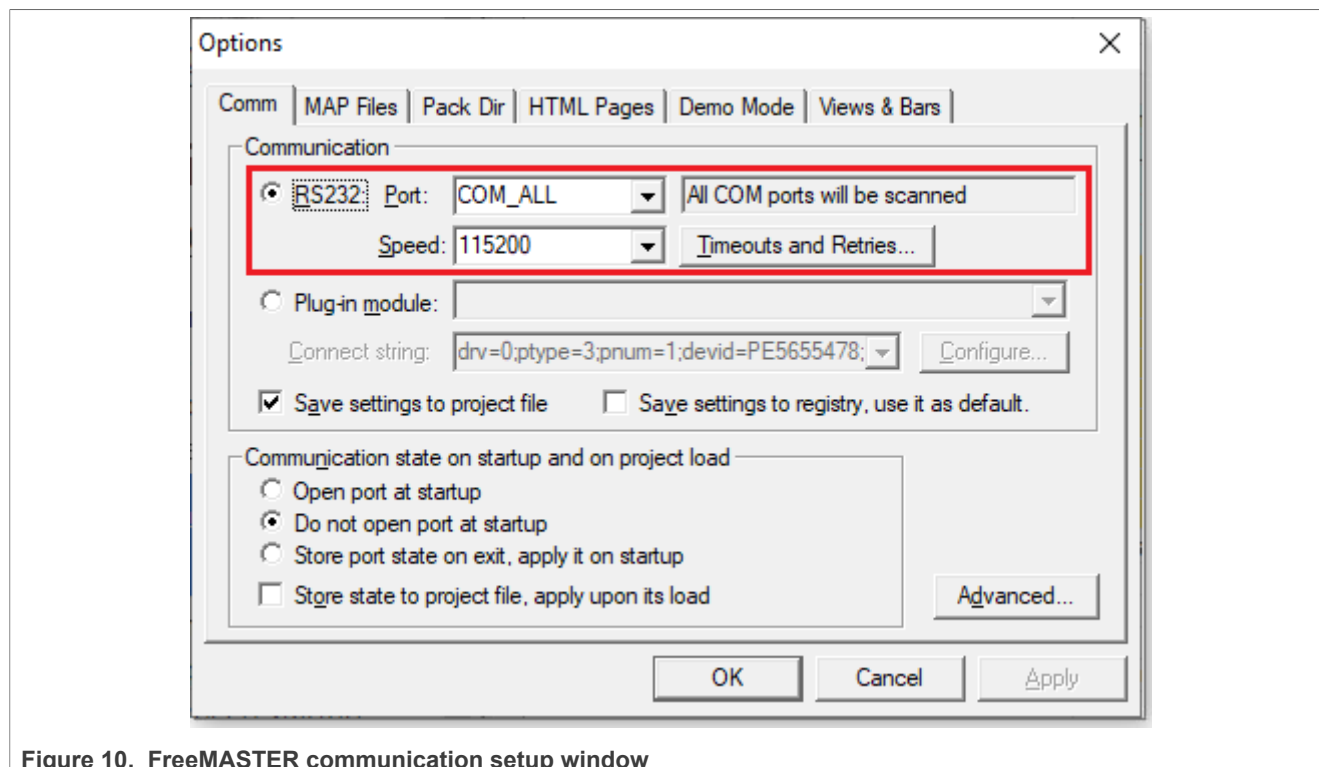 Options
Comm MAP Files Pack Dir HTML Pages Demo Mode Views & Bars
Communication
RS232: Port: COM_ALL All COM ports will be scanned
Speed: 115200 Timeouts and Retries...
Plug-in module:
Connect string: drv=0;ptype=3;pnum=1;devid=PE5655478; Configure...
Save settings to project file Save settings to registry, use it as default.
Communication state on startup and on project load
Open port at startup
Do not open port at startup
Store port state on exit, apply it on startup
Store state to project file, apply upon its load Advanced...
OK Cancel Apply
Figure 10. FreeMASTER communication setup window